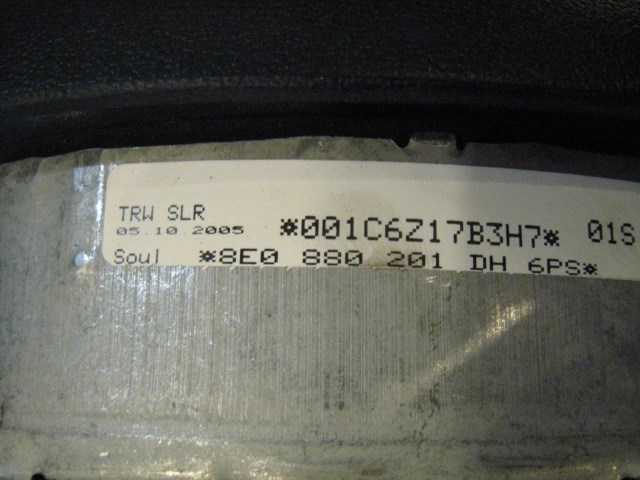 TRW SLR
05.10.2005 *001C6Z17B3H7* 01S
Soul *8E0 880 201 DH 6PS*